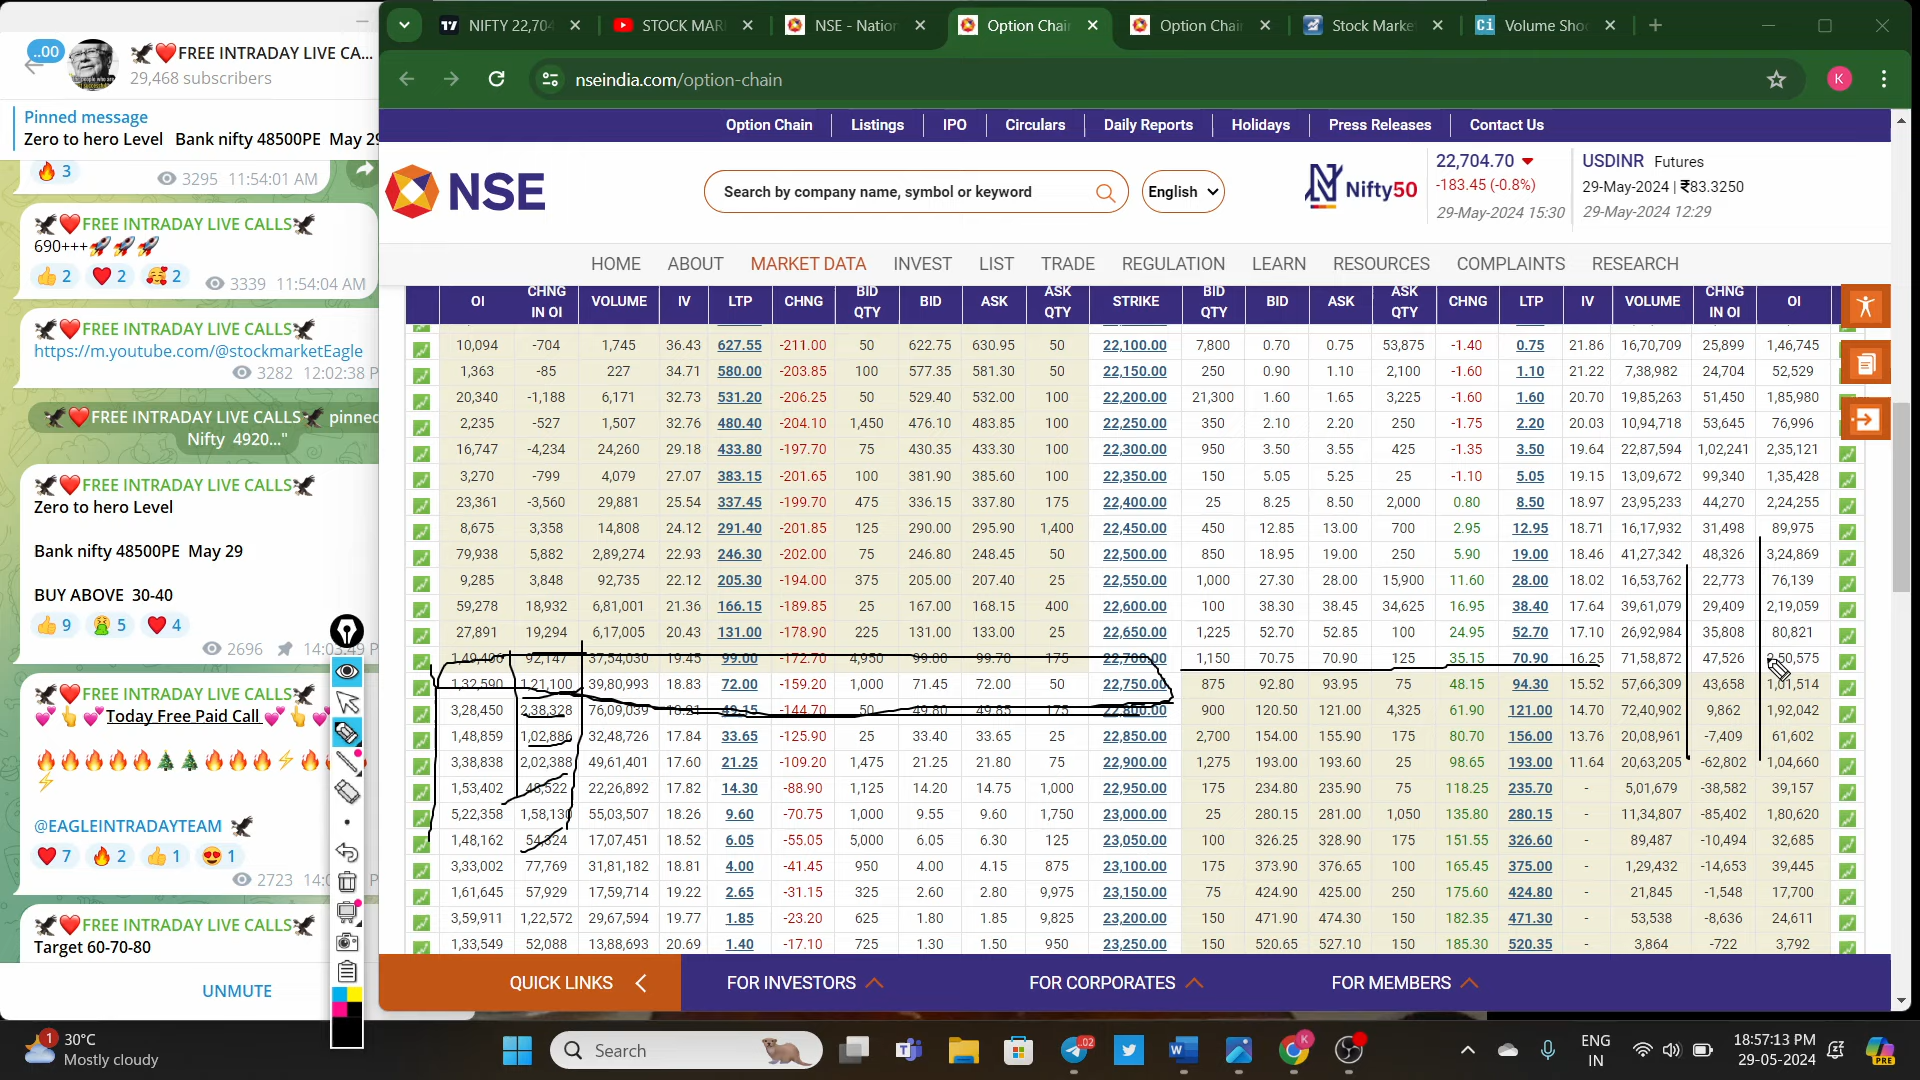 ..00
FREE INTRADAY LIVE CA...
29,468 subscribers
Pinned message
Zero to hero Level Bank nifty 48500PE May 29
3 3295 11:54:01 AM
FREE INTRADAY LIVE CALLS
690+++
2 2 2 3339 11:54:04 AM
FREE INTRADAY LIVE CALLS
https://m.youtube.com/@stockmarketEagle
3282 12:02:38 P
FREE INTRADAY LIVE CALLS pinned
Nifty 4920..."
FREE INTRADAY LIVE CALLS
Zero to hero Level
Bank nifty 48500PE May 29
BUY ABOVE 30-40
9 5 4
2696 14:03:49 P
FREE INTRADAY LIVE CALLS
Today Free Paid Call
@EAGLEINTRADAYTEAM
7 2 1 1
2723 P
FREE INTRADAY LIVE CALLS
Target 60-70-80
UNMUTE
NIFTY 22,704 STOCK MAR NSE - Nation Option Chai Option Chai Stock Marke Ci Volume Sho
nseindia.com/option-chain K
Option Chain Listings IPO Circulars Daily Reports Holidays Press Releases Contact Us
NSE
Search by company name, symbol or keyword
English
Nifty50
22,704.70
-183.45 (-0.8%)
29-May-2024 15:30
USDINR Futures
29-May-2024 | ₹83.3250
29-May-2024 12:29
HOME ABOUT MARKET DATA INVEST LIST TRADE REGULATION LEARN RESOURCES COMPLAINTS RESEARCH
OI CHNG IN OI VOLUME IV LTP CHNG BID QTY BID ASK ASK QTY STRIKE BID QTY BID ASK ASK QTY CHNG LTP IV VOLUME CHNG IN OI OI
10,094 -704 1,745 36.43 627.55 -211.00 50 622.75 630.95 50 22,100.00 7,800 0.70 0.75 53,875 -1.40 0.75 21.86 16,70,709 25,899 1,46,745
1,363 -85 227 34.71 580.00 -203.85 100 577.35 581.30 50 22,150.00 250 0.90 1.10 2,100 -1.60 1.10 21.22 7,38,982 24,704 52,529
20,340 -1,188 6,171 32.73 531.20 -206.25 50 529.40 532.00 100 22,200.00 21,300 1.60 1.65 3,225 -1.60 1.60 20.70 19,85,263 51,450 1,85,980
2,235 -527 1,507 32.76 480.40 -204.10 1,450 476.10 483.85 100 22,250.00 350 2.10 2.20 250 -1.75 2.20 20.03 10,94,718 53,645 76,996
16,747 -4,234 24,260 29.18 433.80 -197.70 75 430.35 433.30 100 22,300.00 950 3.50 3.55 425 -1.35 3.50 19.64 22,87,594 1,02,241 2,35,121
3,270 -799 4,079 27.07 383.15 -201.65 100 381.90 385.60 100 22,350.00 150 5.05 5.25 25 -1.10 5.05 19.15 13,09,672 99,340 1,35,428
23,361 -3,560 29,881 25.54 337.45 -199.70 475 336.15 337.80 175 22,400.00 25 8.25 8.50 2,000 0.80 8.50 18.97 23,95,233 44,270 2,24,255
8,675 3,358 14,808 24.12 291.40 -201.85 125 290.00 295.90 1,400 22,450.00 450 12.85 13.00 700 2.95 12.95 18.71 16,17,932 31,498 89,975
79,938 5,882 2,89,274 22.93 246.30 -202.00 75 246.80 248.45 50 22,500.00 850 18.95 19.00 250 5.90 19.00 18.46 41,27,342 48,326 3,24,869
9,285 3,848 92,735 22.12 205.30 -194.00 375 205.00 207.40 25 22,550.00 1,000 27.30 28.00 15,900 11.60 28.00 18.02 16,53,762 22,773 76,139
59,278 18,932 6,81,001 21.36 166.15 -189.85 25 167.00 168.15 400 22,600.00 100 38.30 38.45 34,625 16.95 38.40 17.64 39,61,079 29,409 2,19,059
27,891 19,294 6,17,005 20.43 131.00 -178.90 225 131.00 133.00 25 22,650.00 1,225 52.70 52.85 100 24.95 52.70 17.10 26,92,984 35,808 80,821
92,147 37,54,030 19.45 99.00 -172.70 4,950 99.00 99.70 175 22,700.00 1,150 70.75 70.90 125 35.15 70.90 16.25 71,58,872 47,526
1,32,590 1,21,100 39,80,993 18.83 72.00 -159.20 1,000 71.45 72.00 50 22,750.00 875 92.80 93.95 75 48.15 94.30 15.52 57,66,309 43,658 1,01,514
3,28,450 2,38,328 76,09,039 49.15 -144.70 50 49.80 49.85 175 22,800.00 900 120.50 121.00 4,325 61.90 121.00 14.70 72,40,902 9,862 1,92,042
1,48,859 1,02,886 32,48,726 17.84 33.65 -125.90 25 33.40 33.65 25 22,850.00 2,700 154.00 155.90 175 80.70 156.00 13.76 20,08,961 -7,409 61,602
3,38,838 2,02,388 49,61,401 17.60 21.25 -109.20 1,475 21.25 21.80 75 22,900.00 1,275 193.00 193.60 25 98.65 193.00 11.64 20,63,205 -62,802 1,04,660
1,53,402 48,522 22,26,892 17.82 14.30 -88.90 1,125 14.20 14.75 1,000 22,950.00 175 234.80 235.90 75 118.25 235.70 - 5,01,679 -38,582 39,157
5,22,358 1,58,130 55,03,507 18.26 9.60 -70.75 1,000 9.55 9.60 1,750 23,000.00 25 280.15 281.00 1,050 135.80 280.15 - 11,34,807 -85,402 1,80,620
1,48,162 54,324 17,07,451 18.52 6.05 -55.05 5,000 6.05 6.30 125 23,050.00 100 326.25 328.90 175 151.55 326.60 - 89,487 -10,494 32,685
3,33,002 77,769 31,81,182 18.81 4.00 -41.45 950 4.00 4.15 875 23,100.00 175 373.90 376.65 100 165.45 375.00 - 1,29,432 -14,653 39,445
1,61,645 57,929 17,59,714 19.22 2.65 -31.15 325 2.60 2.80 9,975 23,150.00 75 424.90 425.00 250 175.60 424.80 - 21,845 -1,548 17,700
3,59,911 1,22,572 29,67,594 19.77 1.85 -23.20 625 1.80 1.85 9,825 23,200.00 150 471.90 474.30 150 182.35 471.30 - 53,538 -8,636 24,611
1,33,549 52,088 13,88,693 20.69 1.40 -17.10 725 1.30 1.50 950 23,250.00 150 520.65 527.10 150 185.30 520.35 - 3,864 -722 3,792
QUICK LINKS FOR INVESTORS FOR CORPORATES FOR MEMBERS
1 30°C
Mostly cloudy
Search
..02
K
ENG
IN
18:57:13 PM
29-05-2024
PRE